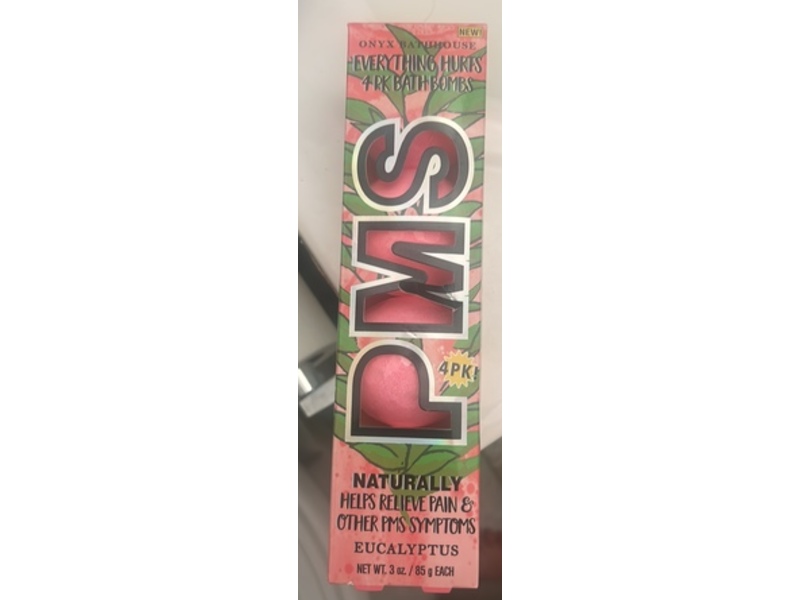 NEW!
ONYX BATHHOUSE
EVERYTHING HURTS
4 PK BATH BOMBS
PMS
4PK!
NATURALLY
HELPS RELIEVE PAIN &
OTHER PMS SYMPTOMS
EUCALYPTUS
NET WT. 3 oz. / 85 g EACH